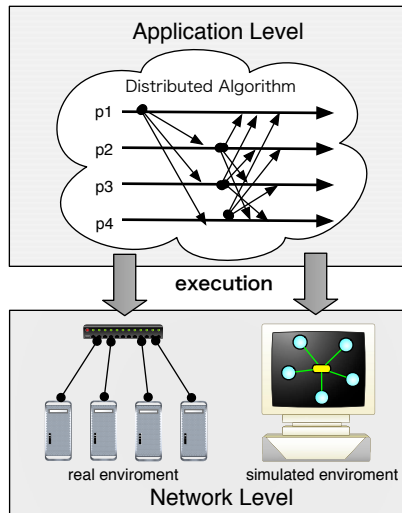 Application Level
Distributed Algorithm
p1
p2
p3
p4
execution
real enviroment
simulated enviroment
Network Level